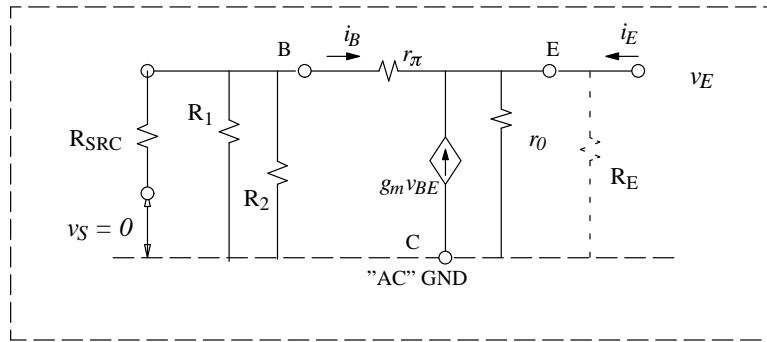 B
i_B
r_π
E
i_E
v_E
R_SRC
R_1
R_2
g_m v_BE
r_0
R_E
v_S = 0
C
”AC” GND